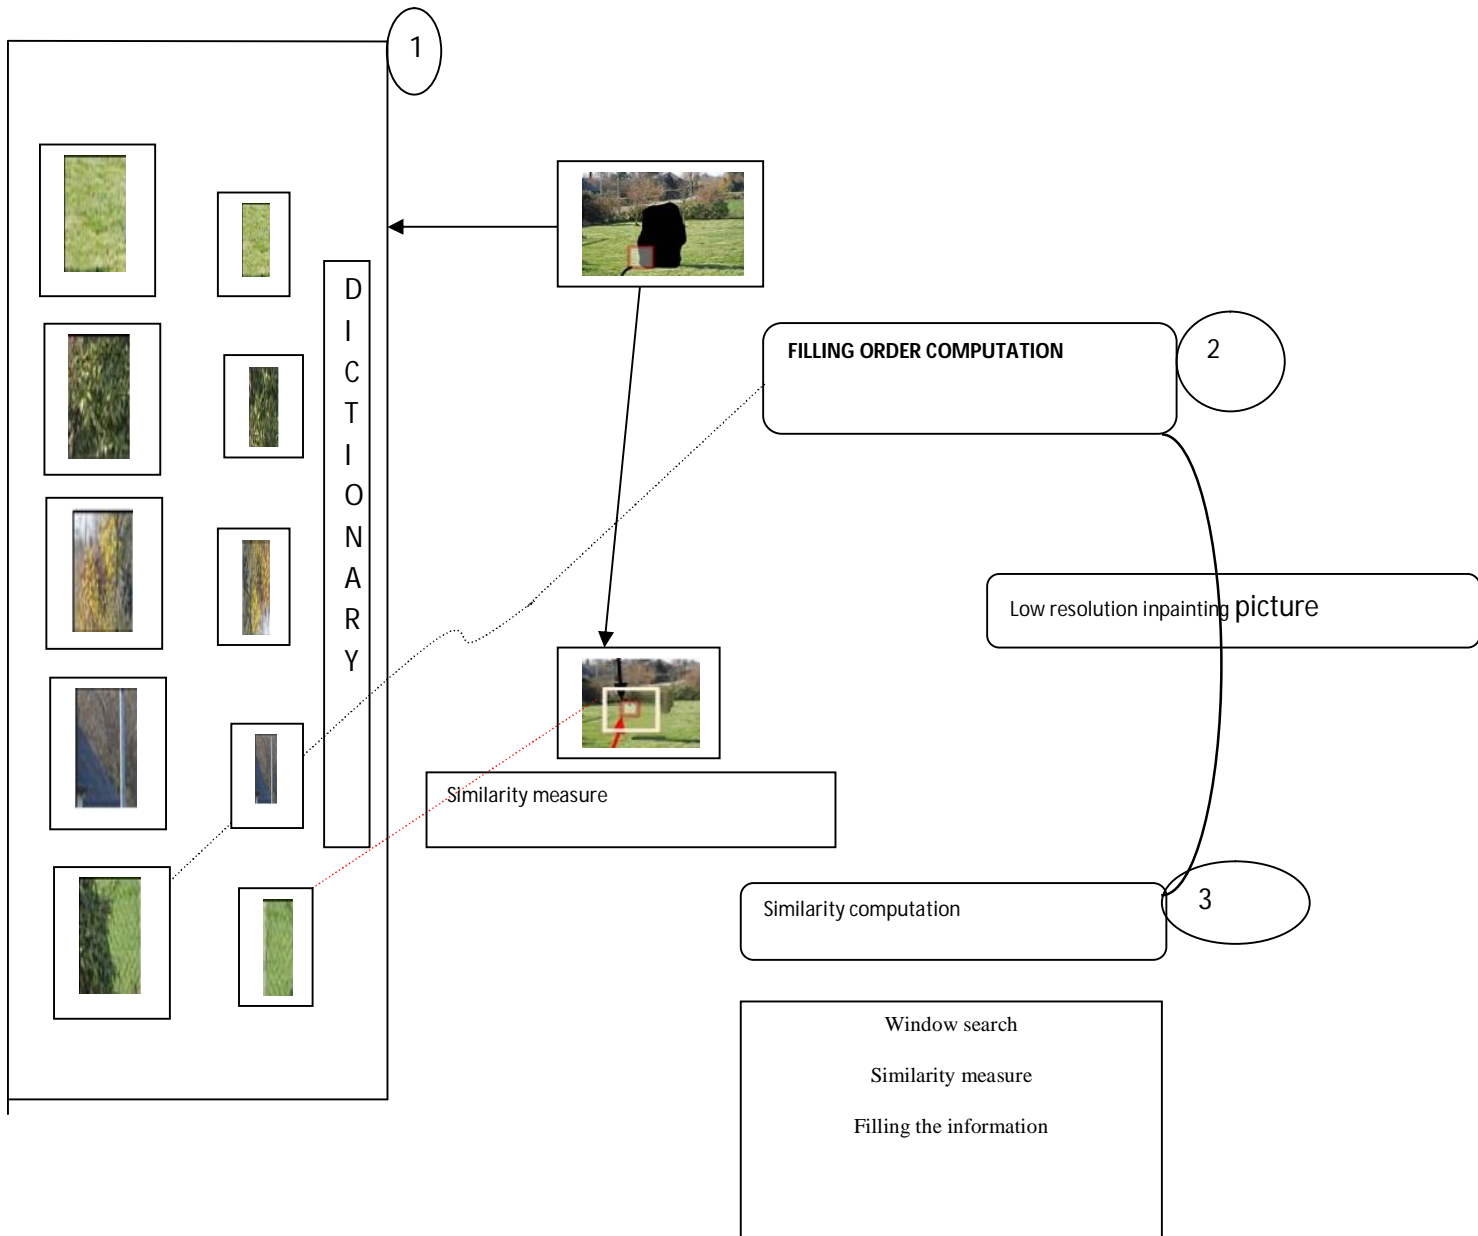 1
D
I
C
T
I
O
N
A
R
Y
FILLING ORDER COMPUTATION
2
Low resolution inpainting picture
Similarity measure
Similarity computation
3
Window search
Similarity measure
Filling the information